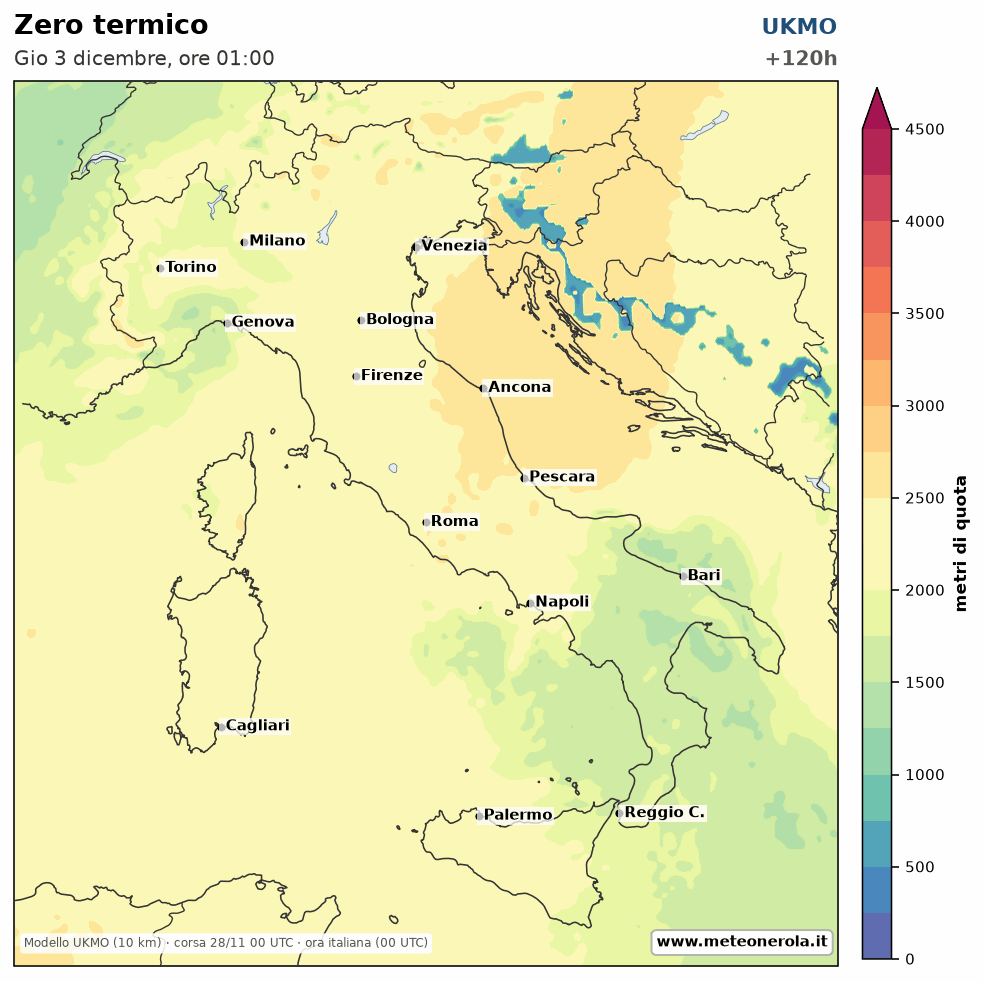 Zero termico
UKMO
Gio 3 dicembre, ore 01:00
+120h
Milano
Venezia
Torino
Genova
Bologna
Firenze
Ancona
Pescara
Roma
Bari
Napoli
Cagliari
Palermo
Reggio C.
4500
4000
3500
3000
2500
2000
1500
1000
500
0
metri di quota
Modello UKMO (10 km) · corsa 28/11 00 UTC · ora italiana (00 UTC)
www.meteonerola.it